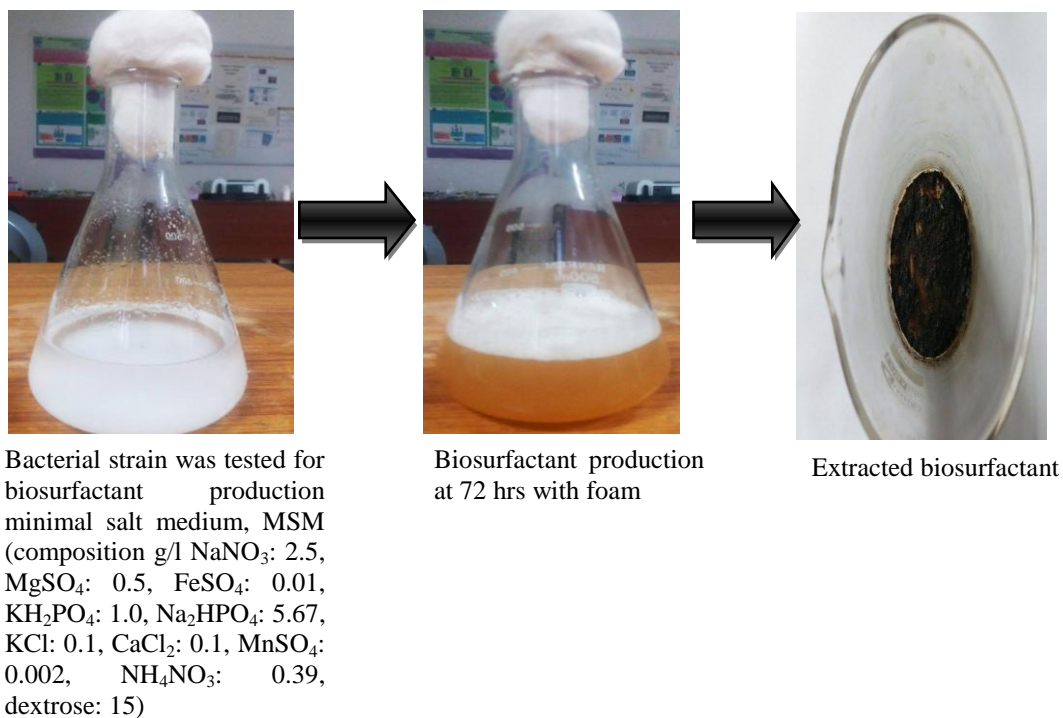 Bacterial strain was tested for
biosurfactant production
minimal salt medium, MSM
(composition g/l NaNO₃: 2.5,
MgSO₄: 0.5, FeSO₄: 0.01,
KH₂PO₄: 1.0, Na₂HPO₄: 5.67,
KCl: 0.1, CaCl₂: 0.1, MnSO₄:
0.002, NH₄NO₃: 0.39,
dextrose: 15)
Biosurfactant production
at 72 hrs with foam
Extracted biosurfactant